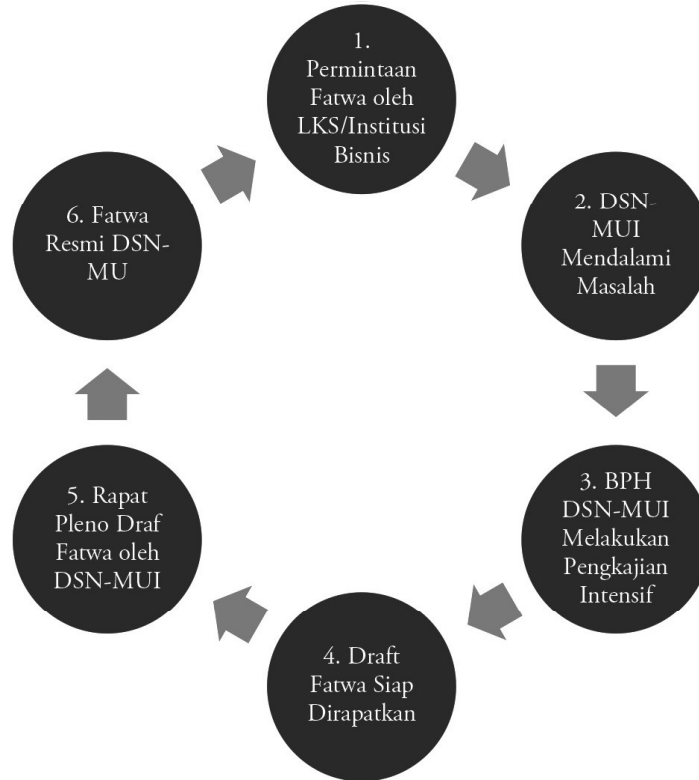 1.
Permintaan
Fatwa oleh
LKS/Institusi
Bisnis
2. DSN-
MUI
Mendalami
Masalah
3. BPH
DSN-MUI
Melakukan
Pengkajian
Intensif
4. Draft
Fatwa Siap
Dirapatkan
5. Rapat
Pleno Draf
Fatwa oleh
DSN-MUI
6. Fatwa
Resmi DSN-
MU